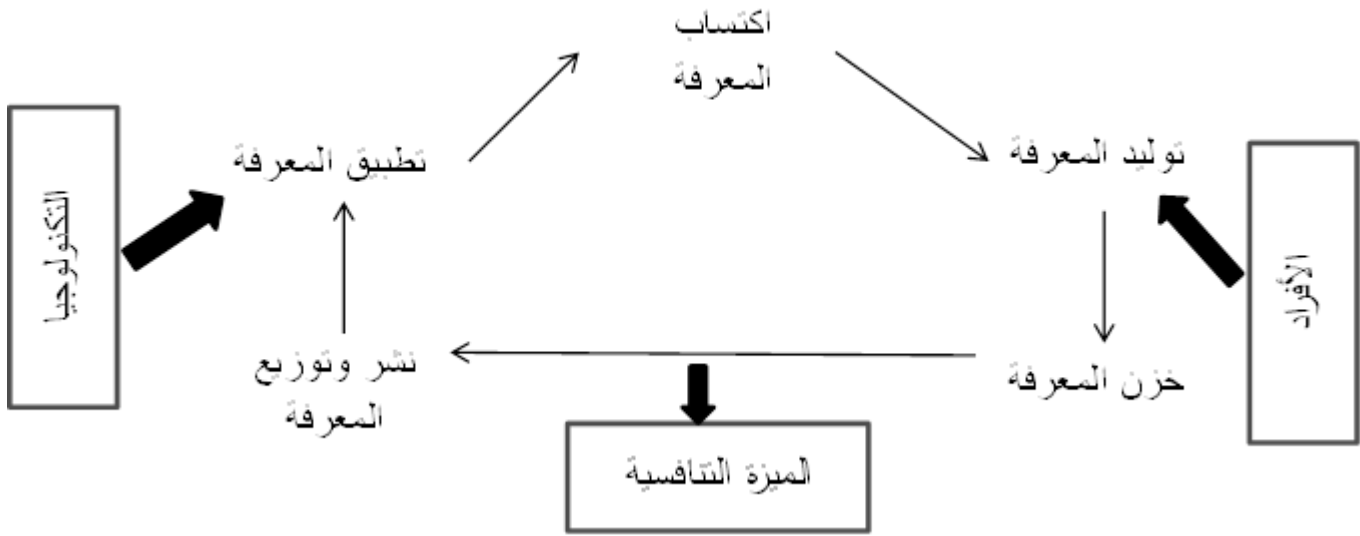 اكتساب
المعرفة
توليد المعرفة
تطبيق المعرفة
الأفراد
التكنولوجيا
خزن المعرفة
نشر وتوزيع
المعرفة
الميزة التنافسية